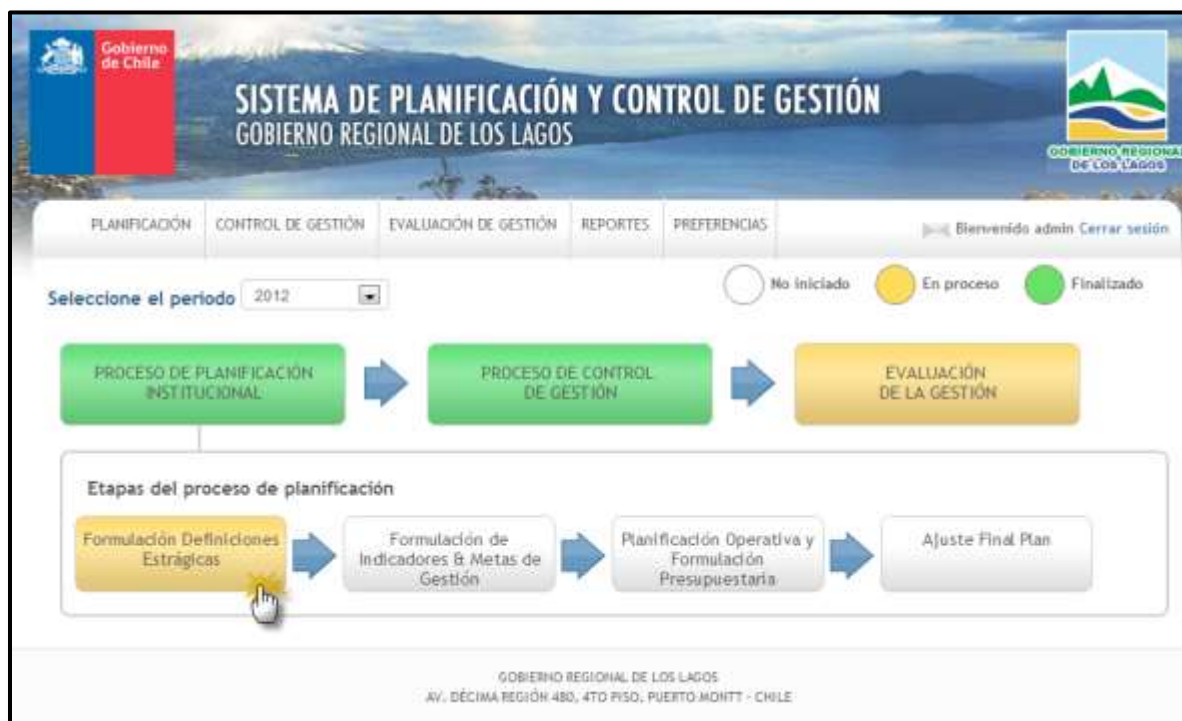 Gobierno
de Chile
SISTEMA DE PLANIFICACIÓN Y CONTROL DE GESTIÓN
GOBIERNO REGIONAL DE LOS LAGOS
GOBIERNO REGIONAL
DE LOS LAGOS
PLANIFICACIÓN CONTROL DE GESTIÓN EVALUACIÓN DE GESTIÓN REPORTES PREFERENCIAS Bienvenido admin Cerrar sesión
Seleccione el periodo 2012 No iniciado En proceso Finalizado
PROCESO DE PLANIFICACIÓN
INSTITUCIONAL
PROCESO DE CONTROL
DE GESTIÓN
EVALUACIÓN
DE LA GESTIÓN
Etapas del proceso de planificación
Formulación Definiciones
Estrágicas
Formulación de
Indicadores & Metas de
Gestión
Planificación Operativa y
Formulación
Presupuestaria
Ajuste Final Plan
GOBIERNO REGIONAL DE LOS LAGOS
AV. DÉCIMA REGIÓN 480, 4TO PISO, PUERTO MONTT - CHILE